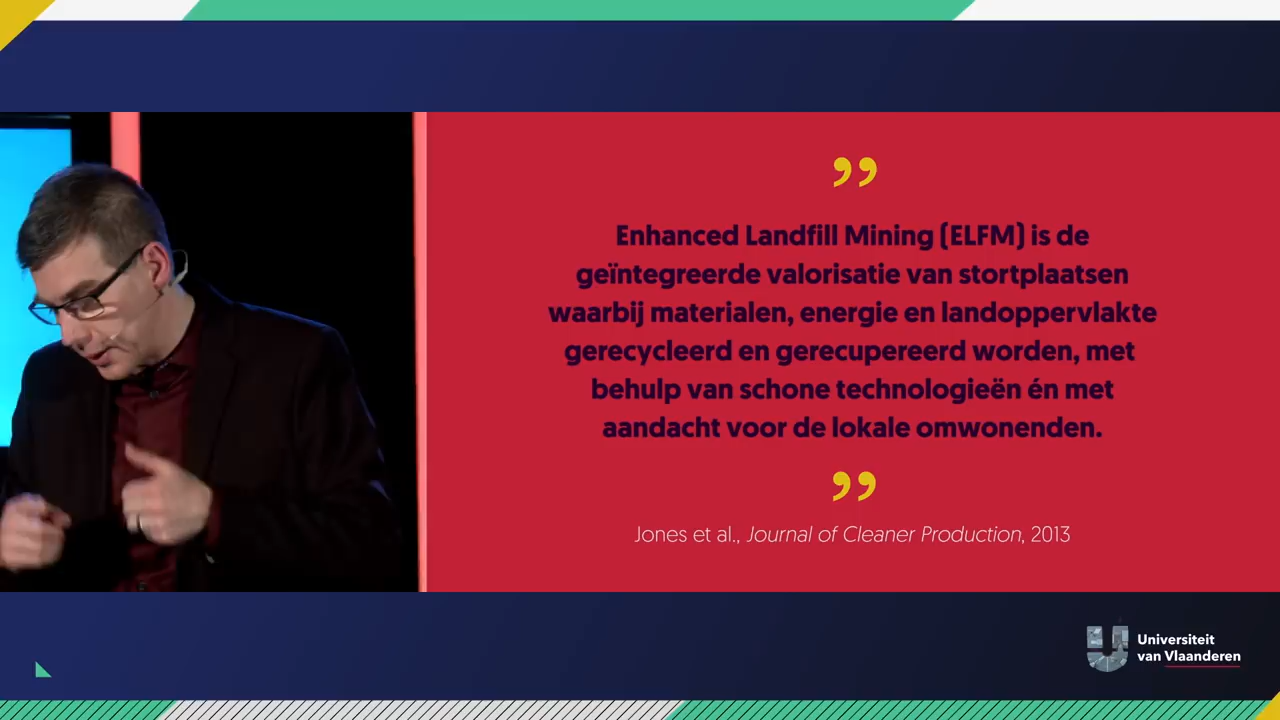 ”
Enhanced Landfill Mining (ELFM) is de
geïntegreerde valorisatie van stortplaatsen
waarbij materialen, energie en landoppervlakte
gerecycleerd en gerecupereerd worden, met
behulp van schone technologieën én met
aandacht voor de lokale omwonenden.
”
Jones et al., Journal of Cleaner Production, 2013
Universiteit
van Vlaanderen